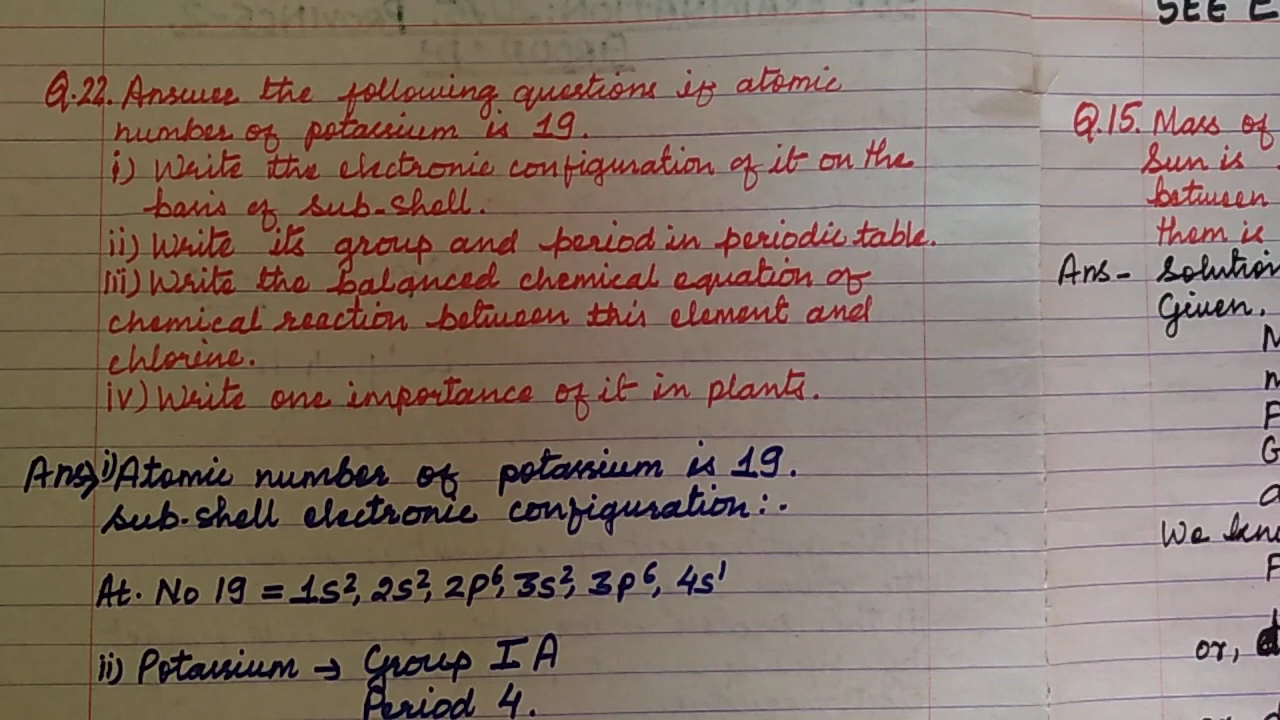 Q.22. Answer the following questions if atomic
number of potassium is 19.
i) Write the electronic configuration of it on the
basis of sub-shell.
ii) Write its group and period in periodic table.
iii) Write the balanced chemical equation of
chemical reaction between this element and
chlorine.
iv) Write one importance of it in plants.
Ans→ i) Atomic number of potassium is 19.
sub-shell electronic configuration:-
At. No 19 = 1s², 2s², 2p⁶, 3s², 3p⁶, 4s¹
ii) Potassium → Group I A
Period 4.
SEE E
Q.15. Mass of
Sun is
between
them is
Ans- Solution
Given,
M
m
F
G
d
We kno
F
or, d